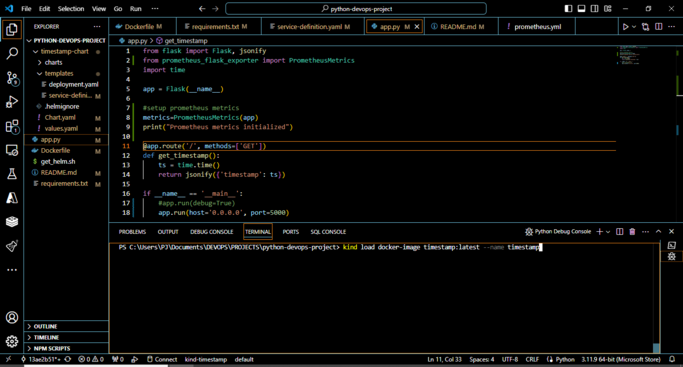 File Edit Selection View Go Run ... python-devops-project
EXPLORER ...
PYTHON-DEVOPS-PROJECT
timestamp-chart
charts
templates
deployment.yaml
service-defini... M
.helmignore
Chart.yaml M
values.yaml M
app.py M
Dockerfile M
get_helm.sh
README.md M
requirements.txt M
OUTLINE
TIMELINE
NPM SCRIPTS
Dockerfile M requirements.txt M service-definition.yaml M app.py M README.md M prometheus.yml
app.py > get_timestamp
1 from flask import Flask, jsonify
2 from prometheus_flask_exporter import PrometheusMetrics
3 import time
4
5 app = Flask(__name__)
6
7 #setup prometheus metrics
8 metrics=PrometheusMetrics(app)
9 print("Prometheus metrics initialized")
10
11 @app.route('/', methods=['GET'])
12 def get_timestamp():
13 ts = time.time()
14 return jsonify({'timestamp': ts})
15
16 if __name__ == '__main__':
17 #app.run(debug=True)
18 app.run(host='0.0.0.0', port=5000)
PROBLEMS OUTPUT DEBUG CONSOLE TERMINAL PORTS SQL CONSOLE Python Debug Console
PS C:\Users\PJ\Documents\DEVOPS\PROJECTS\python-devops-project> kind load docker-image timestamp:latest --name timestamp
13ae2b51*+ 0 0 0 Connect kind-timestamp default Ln 11, Col 33 Spaces: 4 UTF-8 CRLF Python 3.11.9 64-bit (Microsoft Store)